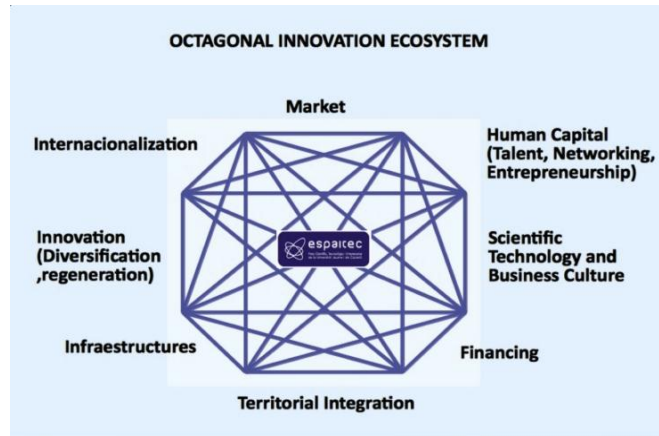 OCTAGONAL INNOVATION ECOSYSTEM
Market
Internacionalization
Human Capital
(Talent, Networking,
Entrepreneurship)
Innovation
(Diversification
,regeneration)
espaitec
Scientific
Technology and
Business Culture
Infraestructures
Financing
Territorial Integration